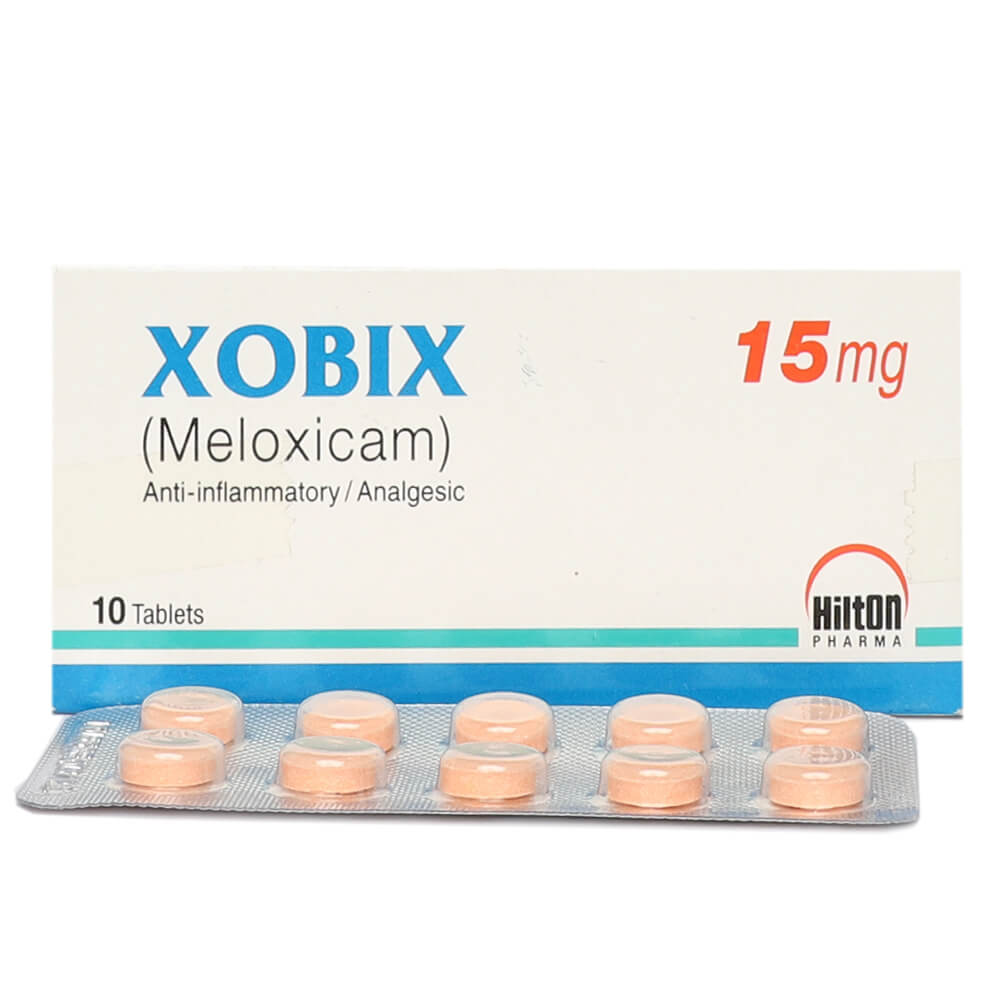 XOBIX
15mg
(Meloxicam)
Anti-inflammatory / Analgesic
10 Tablets
HiltON
PHARMA